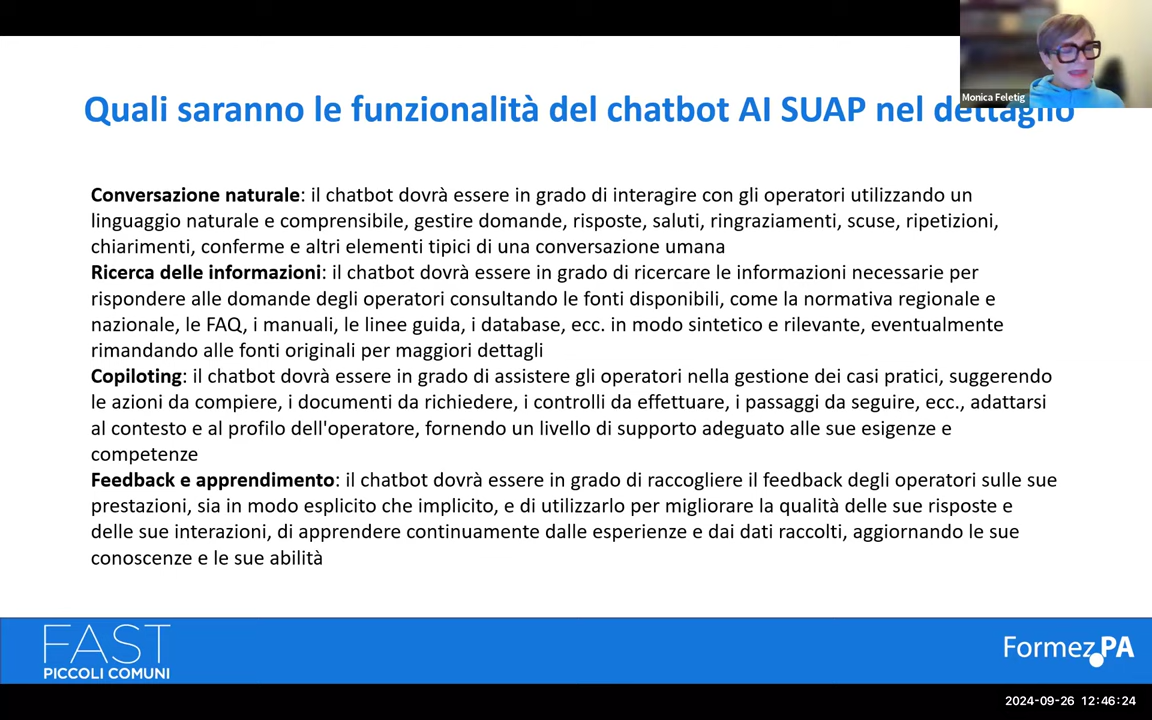 Monica Feletig
Quali saranno le funzionalità del chatbot AI SUAP nel dettaglio
Conversazione naturale: il chatbot dovrà essere in grado di interagire con gli operatori utilizzando un
linguaggio naturale e comprensibile, gestire domande, risposte, saluti, ringraziamenti, scuse, ripetizioni,
chiarimenti, conferme e altri elementi tipici di una conversazione umana
Ricerca delle informazioni: il chatbot dovrà essere in grado di ricercare le informazioni necessarie per
rispondere alle domande degli operatori consultando le fonti disponibili, come la normativa regionale e
nazionale, le FAQ, i manuali, le linee guida, i database, ecc. in modo sintetico e rilevante, eventualmente
rimandando alle fonti originali per maggiori dettagli
Copiloting: il chatbot dovrà essere in grado di assistere gli operatori nella gestione dei casi pratici, suggerendo
le azioni da compiere, i documenti da richiedere, i controlli da effettuare, i passaggi da seguire, ecc., adattarsi
al contesto e al profilo dell'operatore, fornendo un livello di supporto adeguato alle sue esigenze e
competenze
Feedback e apprendimento: il chatbot dovrà essere in grado di raccogliere il feedback degli operatori sulle sue
prestazioni, sia in modo esplicito che implicito, e di utilizzarlo per migliorare la qualità delle sue risposte e
delle sue interazioni, di apprendere continuamente dalle esperienze e dai dati raccolti, aggiornando le sue
conoscenze e le sue abilità
FAST
PICCOLI COMUNI
Formez PA
2024-09-26 12:46:24